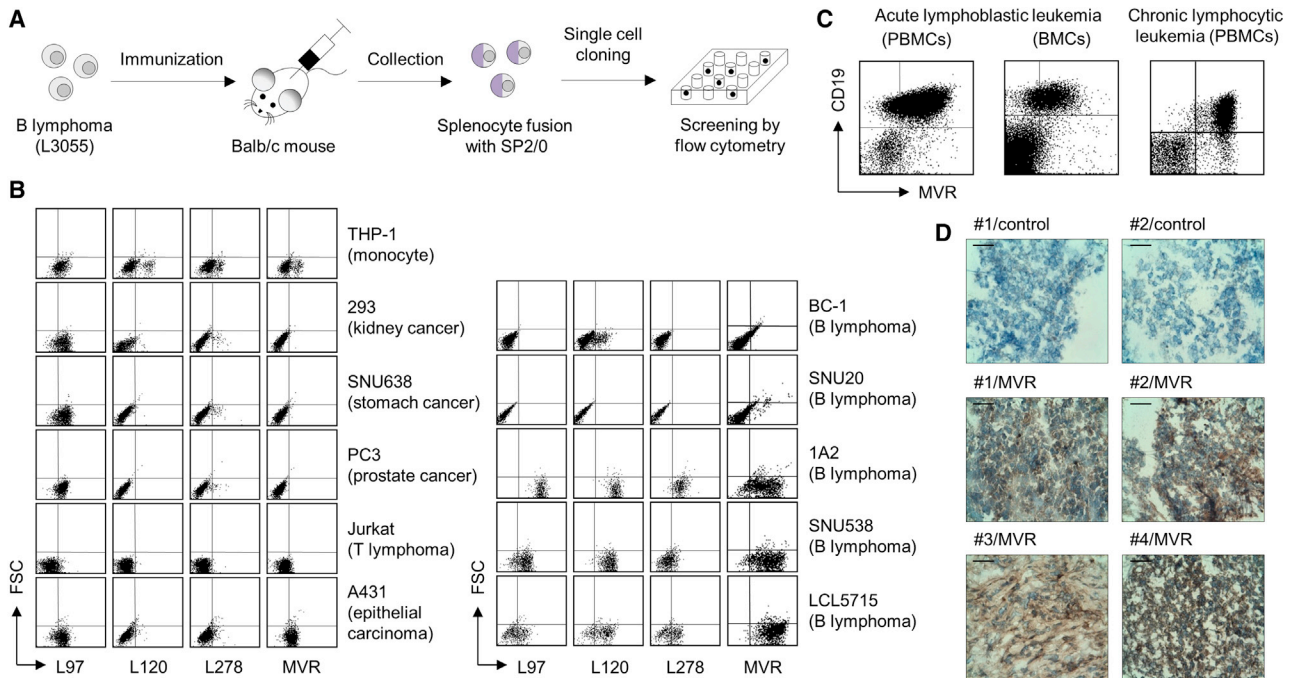 A
Immunization
Collection
Single cell
cloning
B lymphoma
(L3055)
Balb/c mouse
Splenocyte fusion
with SP2/0
Screening by
flow cytometry
B
THP-1
(monocyte)
293
(kidney cancer)
SNU638
(stomach cancer)
PC3
(prostate cancer)
Jurkat
(T lymphoma)
A431
(epithelial
carcinoma)
FSC
L97
L120
L278
MVR
BC-1
(B lymphoma)
SNU20
(B lymphoma)
1A2
(B lymphoma)
SNU538
(B lymphoma)
LCL5715
(B lymphoma)
FSC
L97
L120
L278
MVR
C
Acute lymphoblastic leukemia
(PBMCs)
(BMCs)
Chronic lymphocytic
leukemia (PBMCs)
CD19
MVR
D
#1/control
#2/control
#1/MVR
#2/MVR
#3/MVR
#4/MVR